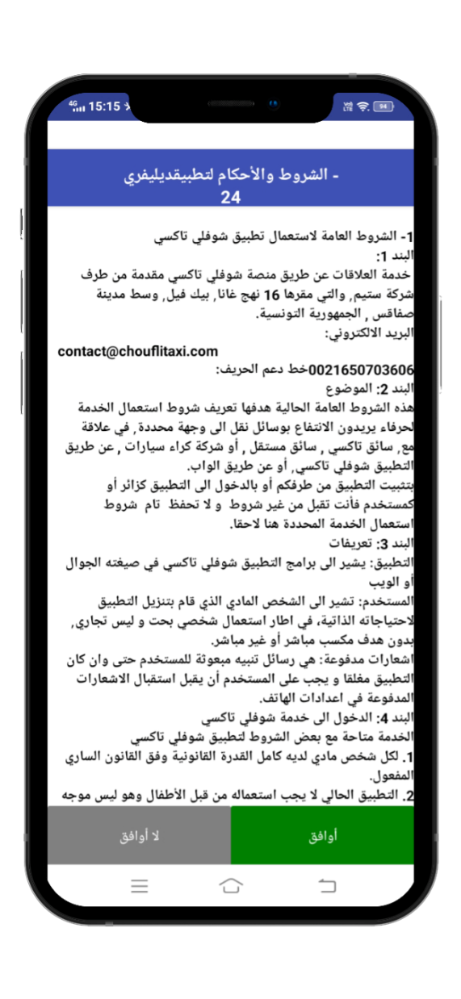 4G 15:15
Vo LTE 94
- الشروط والأحكام لتطبيقديليفري
24
1- الشروط العامة لاستعمال تطبيق شوفلي تاكسي
البند 1:
خدمة العلاقات عن طريق منصة شوفلي تاكسي مقدمة من طرف
شركة ستيم, والتي مقرها 16 نهج غانا, بيك فيل, وسط مدينة
صفاقس , الجمهورية التونسية.
البريد الالكتروني:
contact@chouflitaxi.com
0021650703606خط دعم الحريف:
البند 2: الموضوع
هذه الشروط العامة الحالية هدفها تعريف شروط استعمال الخدمة
لحرفاء يريدون الانتفاع بوسائل نقل الى وجهة محددة, في علاقة
مع, سائق تاكسي , سائق مستقل , أو شركة كراء سيارات , عن طريق
التطبيق شوفلي تاكسي, أو عن طريق الواب.
بتثبيت التطبيق من طرفكم أو بالدخول الى التطبيق كزائر أو
كمستخدم فأنت تقبل من غير شروط و لا تحفظ تام شروط
استعمال الخدمة المحددة هنا لاحقا.
البند 3: تعريفات
التطبيق: يشير الى برامج التطبيق شوفلي تاكسي في صيغته الجوال
أو الويب
المستخدم: تشير الى الشخص المادي الذي قام بتنزيل التطبيق
لاحتياجاته الذاتية، في اطار استعمال شخصي بحت و ليس تجاري,
بدون هدف مكسب مباشر أو غير مباشر.
اشعارات مدفوعة: هي رسائل تنبيه مبعوثة للمستخدم حتى وان كان
التطبيق مغلقا و يجب على المستخدم أن يقبل استقبال الاشعارات
المدفوعة في اعدادات الهاتف.
البند 4: الدخول الى خدمة شوفلي تاكسي
الخدمة متاحة مع بعض الشروط لتطبيق شوفلي تاكسي
1. لكل شخص مادي لديه كامل القدرة القانونية وفق القانون الساري
المفعول.
2. التطبيق الحالي لا يجب استعماله من قبل الأطفال وهو ليس موجه
أوافق
لا أوافق